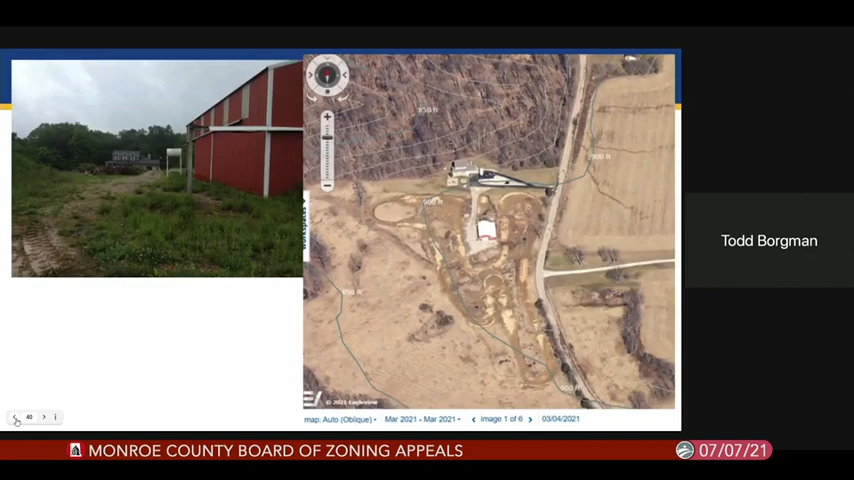 850 ft
900 ft
900 ft
850 ft
900 ft
Workspaces
© 2021 Eagleview
map: Auto (Oblique)
Mar 2021 - Mar 2021
image 1 of 6
03/04/2021
40
Todd Borgman
MONROE COUNTY BOARD OF ZONING APPEALS
07/07/21